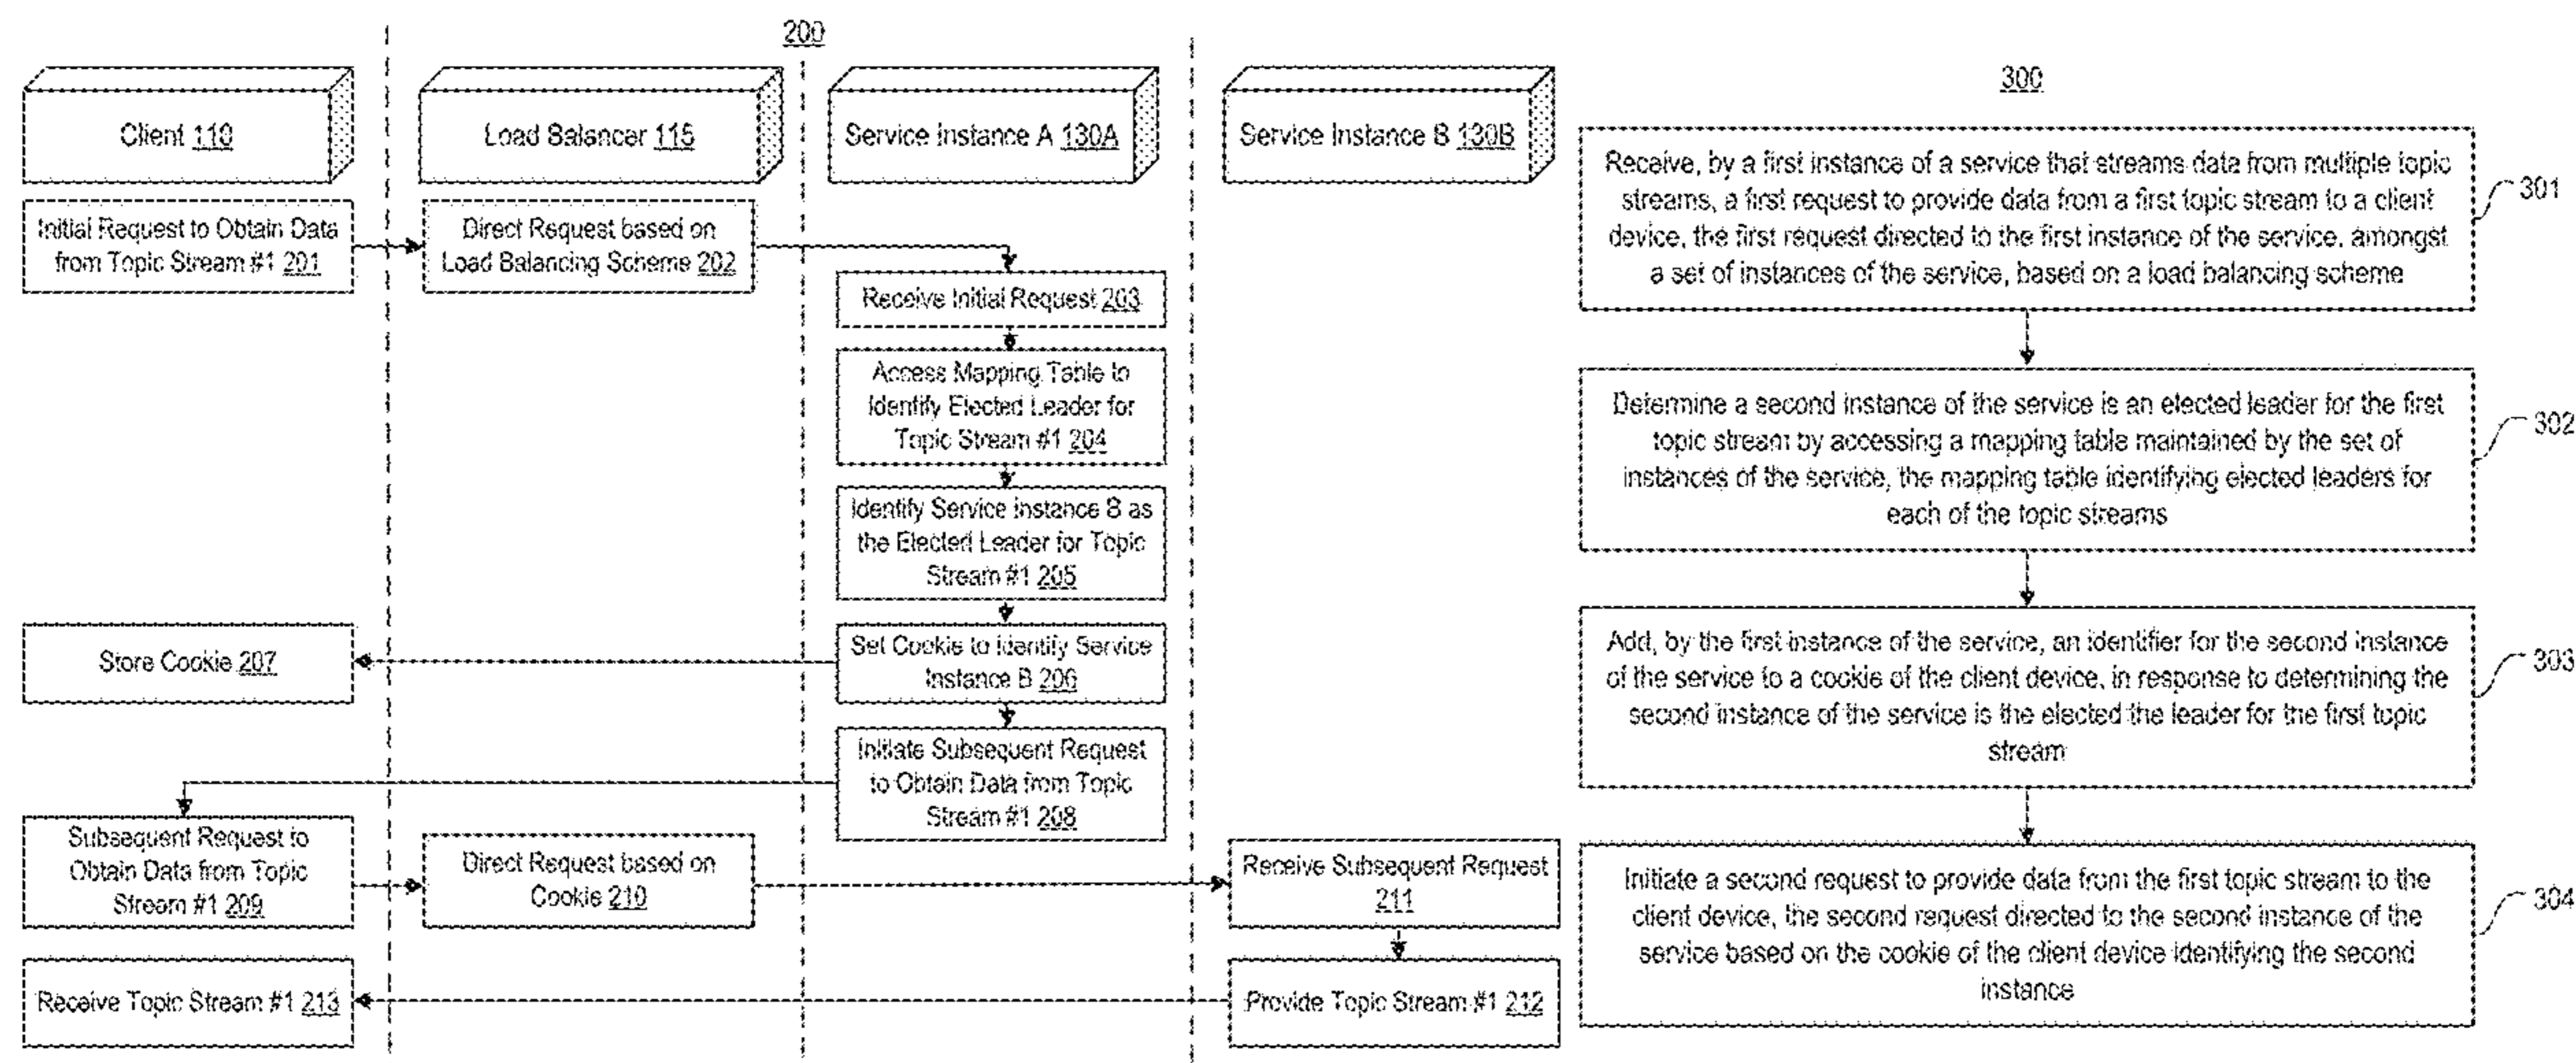 200
Client 110
Load Balancer 115
Service Instance A 130A
Service Instance B 130B
Initial Request to Obtain Data
from Topic Stream #1 201
Direct Request based on
Load Balancing Scheme 202
Receive Initial Request 203
Access Mapping Table to
Identify Elected Leader for
Topic Stream #1 204
Identify Service Instance B as
the Elected Leader for Topic
Stream #1 205
Set Cookie to Identify Service
Instance B 206
Store Cookie 207
Initiate Subsequent Request
to Obtain Data from Topic
Stream #1 208
Subsequent Request to
Obtain Data from Topic
Stream #1 209
Direct Request based on
Cookie 210
Receive Subsequent Request
211
Provide Topic Stream #1 212
Receive Topic Stream #1 213
300
Receive, by a first instance of a service that streams data from multiple topic
streams, a first request to provide data from a first topic stream to a client
device, the first request directed to the first instance of the service, amongst
a set of instances of the service, based on a load balancing scheme
301
Determine a second instance of the service is an elected leader for the first
topic stream by accessing a mapping table maintained by the set of
instances of the service, the mapping table identifying elected leaders for
each of the topic streams
302
Add, by the first instance of the service, an identifier for the second instance
of the service to a cookie of the client device, in response to determining the
second instance of the service is the elected the leader for the first topic
stream
303
Initiate a second request to provide data from the first topic stream to the
client device, the second request directed to the second instance of the
service based on the cookie of the client device identifying the second
instance
304